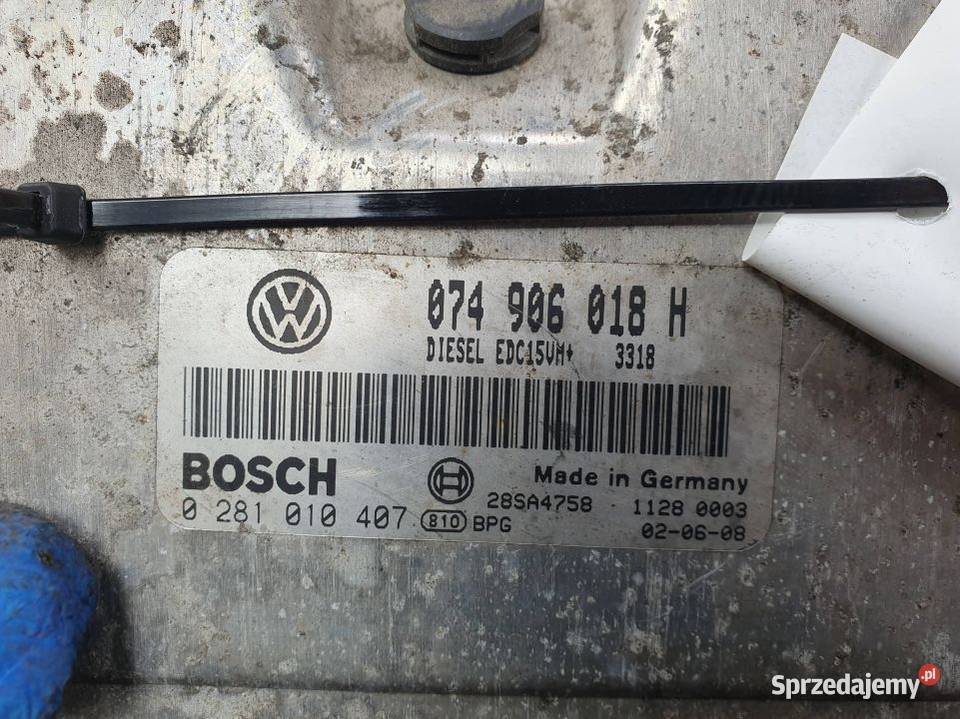 VW
074 906 018 H
DIESEL EDC15VM+ 3318
BOSCH
Made in Germany
0 281 010 407 810 BPG
28SA4758 · 1128 0003
02-06-08
Sprzedajemy.pl